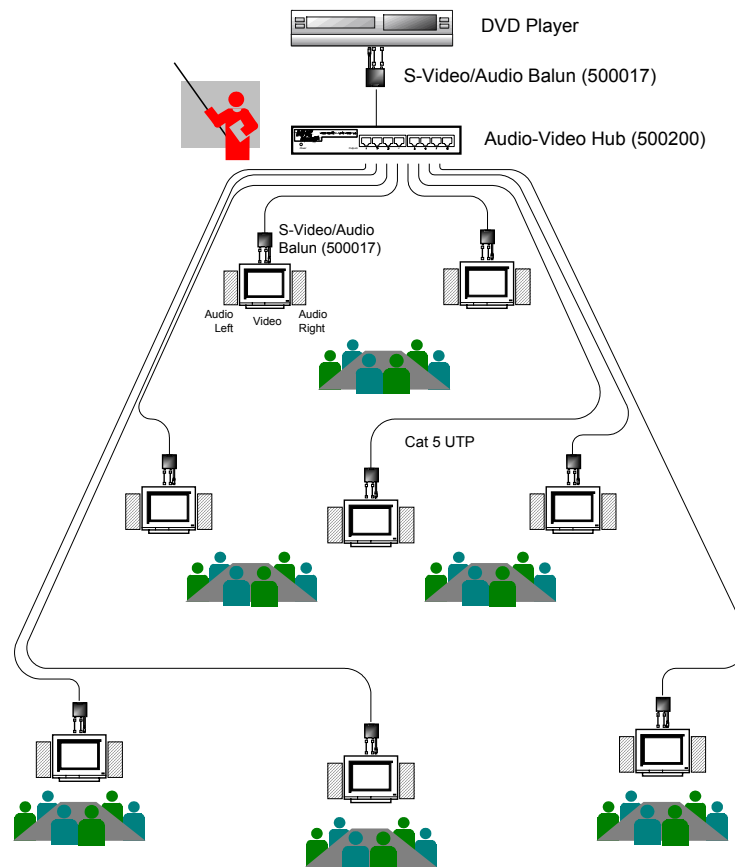 DVD Player
S-Video/Audio Balun (500017)
Audio-Video Hub (500200)
S-Video/Audio
Balun (500017)
Audio
Left
Video
Audio
Right
Cat 5 UTP